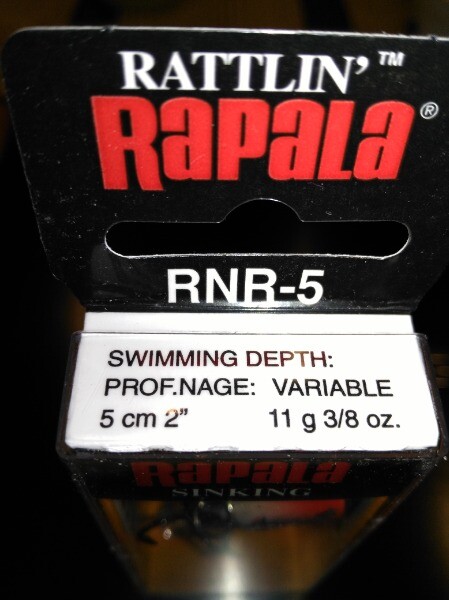 RATTLIN'™
Rapala®
RNR-5
SWIMMING DEPTH:
PROF.NAGE: VARIABLE
5 cm 2" 11 g 3/8 oz.
Rapala
SINKING